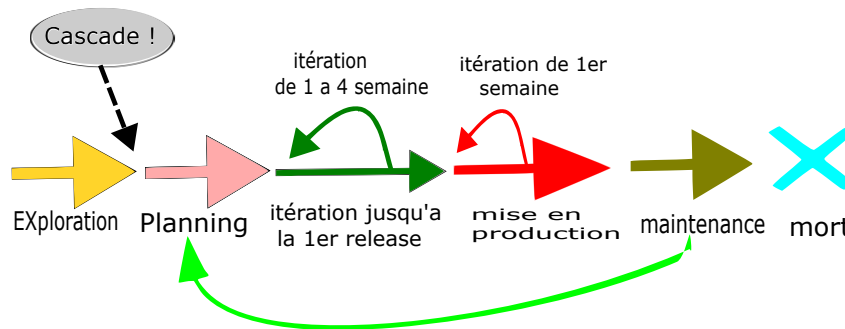 Cascade !
itération
de 1 a 4 semaine
itération de 1er
semaine
EXploration
Planning
itération jusqu'a
la 1er release
mise en
production
maintenance
mort